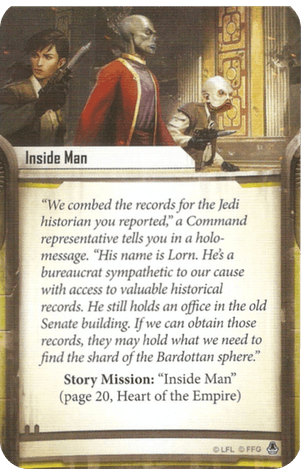 Inside Man
“We combed the records for the Jedi
historian you reported,” a Command
representative tells you in a holo-
message. “His name is Lorn. He’s a
bureaucrat sympathetic to our cause
with access to valuable historical
records. He still holds an office in the old
Senate building. If we can obtain those
records, they may hold what we need to
find the shard of the Bardottan sphere.”
Story Mission: “Inside Man”
(page 20, Heart of the Empire)
© LFL © FFG